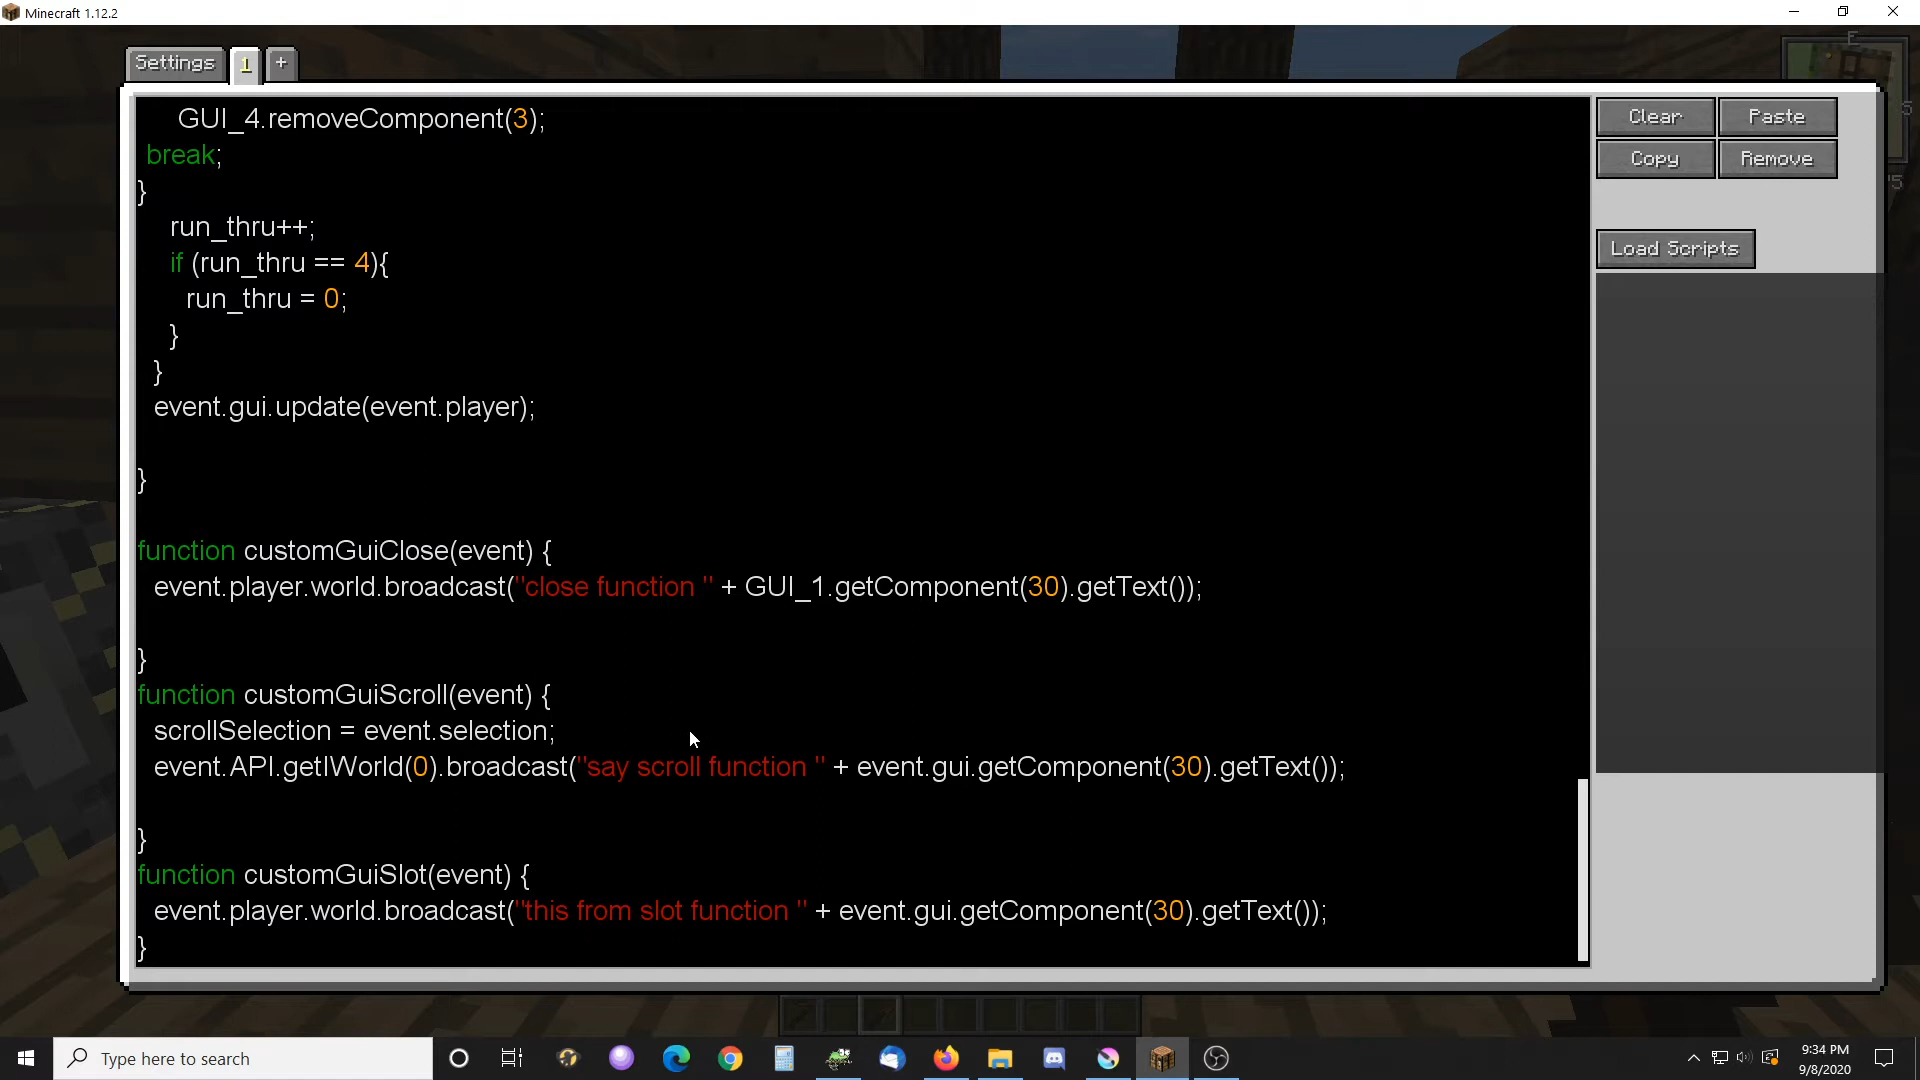 Minecraft 1.12.2
E
Settings
1
+
GUI_4.removeComponent(3);
break;
}
run_thru++;
if (run_thru == 4){
run_thru = 0;
}
}
event.gui.update(event.player);
}
function customGuiClose(event) {
event.player.world.broadcast("close function " + GUI_1.getComponent(30).getText());
}
function customGuiScroll(event) {
scrollSelection = event.selection;
event.API.getIWorld(0).broadcast("say scroll function " + event.gui.getComponent(30).getText());
}
function customGuiSlot(event) {
event.player.world.broadcast("this from slot function " + event.gui.getComponent(30).getText());
}
Clear
Paste
Copy
Remove
Load Scripts
Type here to search
9:34 PM
9/8/2020